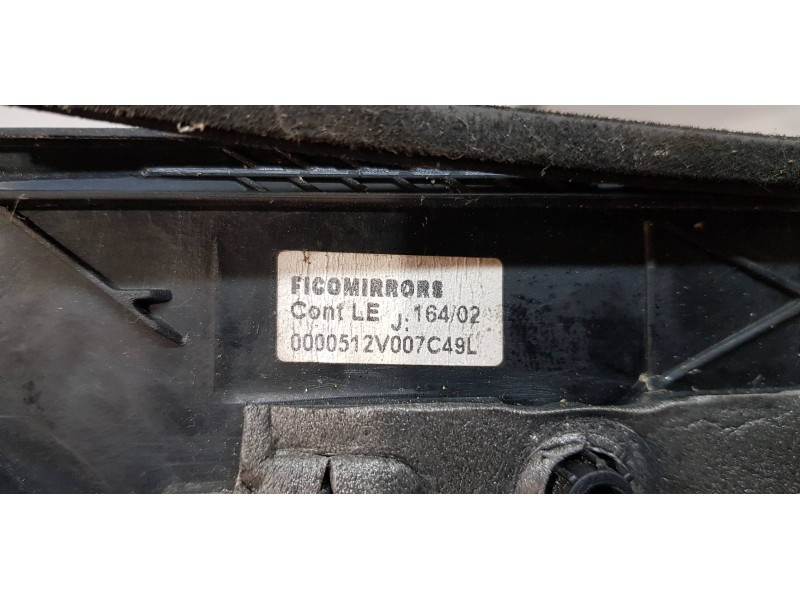 FICOMIRRORS
Cont LE J. 164/02
0000512V007C49L